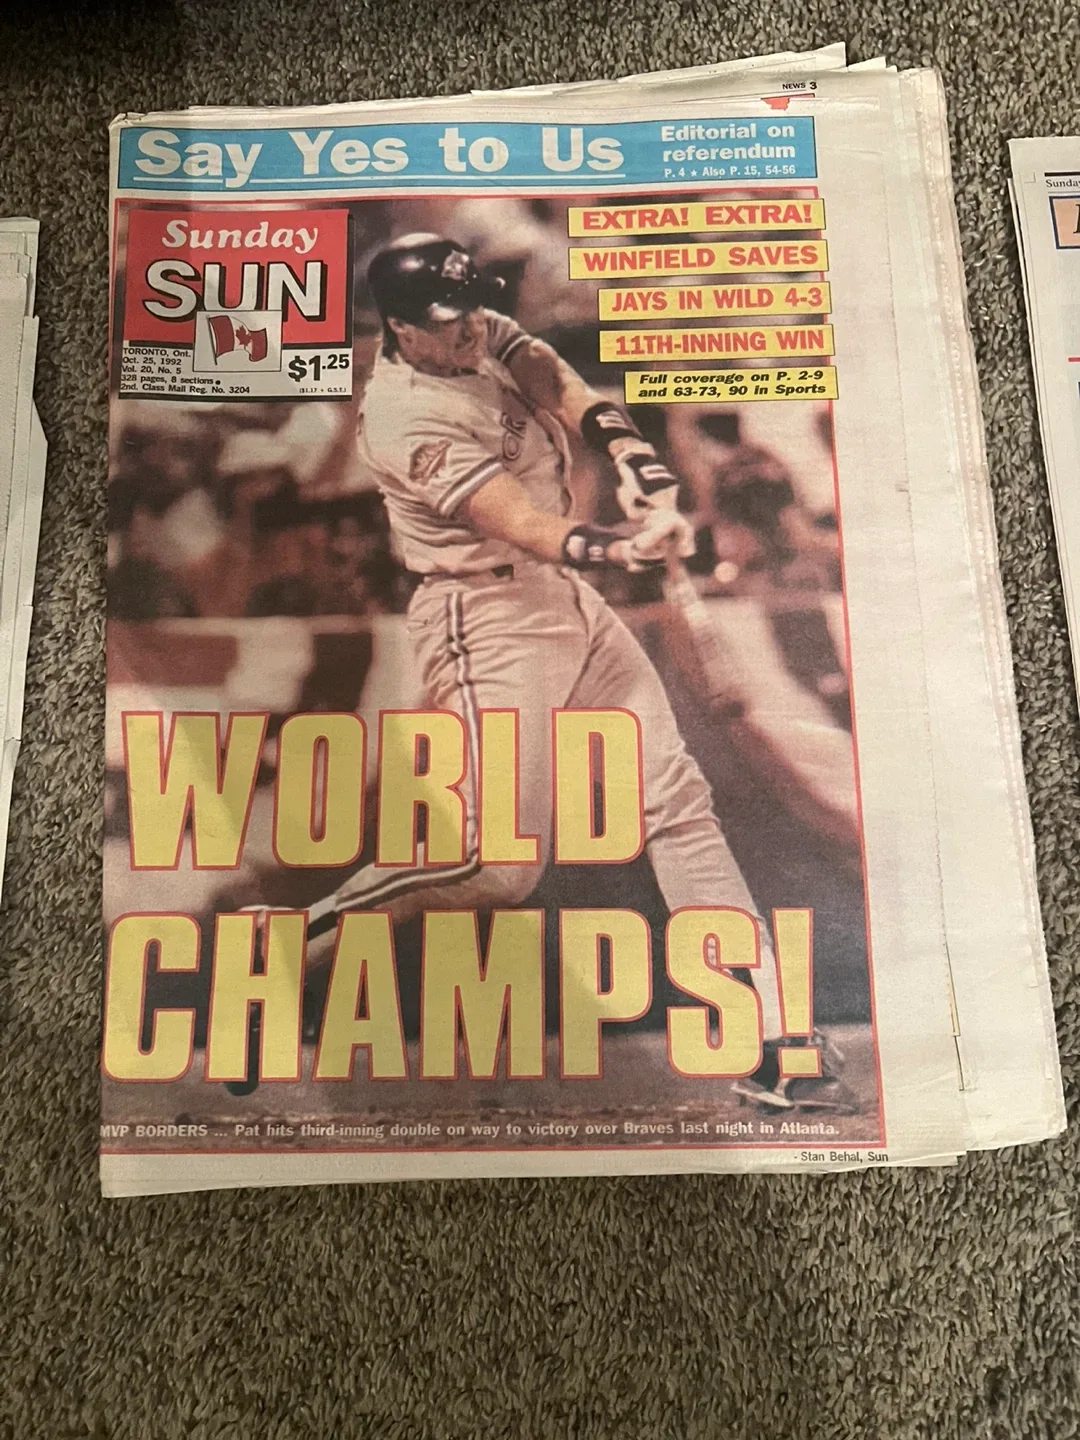 NEWS 3
Say Yes to Us
Editorial on
referendum
P. 4 ★ Also P. 15, 54-56
Sunday
SUN
TORONTO, Ont.
Oct. 25, 1992
Vol. 20, No. 5
328 pages, 8 sections
2nd. Class Mail Reg. No. 3204
$1.25
($1.17 + G.S.T.)
EXTRA! EXTRA!
WINFIELD SAVES
JAYS IN WILD 4-3
11TH-INNING WIN
Full coverage on P. 2-9
and 63-73, 90 in Sports
WORLD
CHAMPS!
MVP BORDERS ... Pat hits third-inning double on way to victory over Braves last night in Atlanta.
- Stan Behal, Sun
Sunday